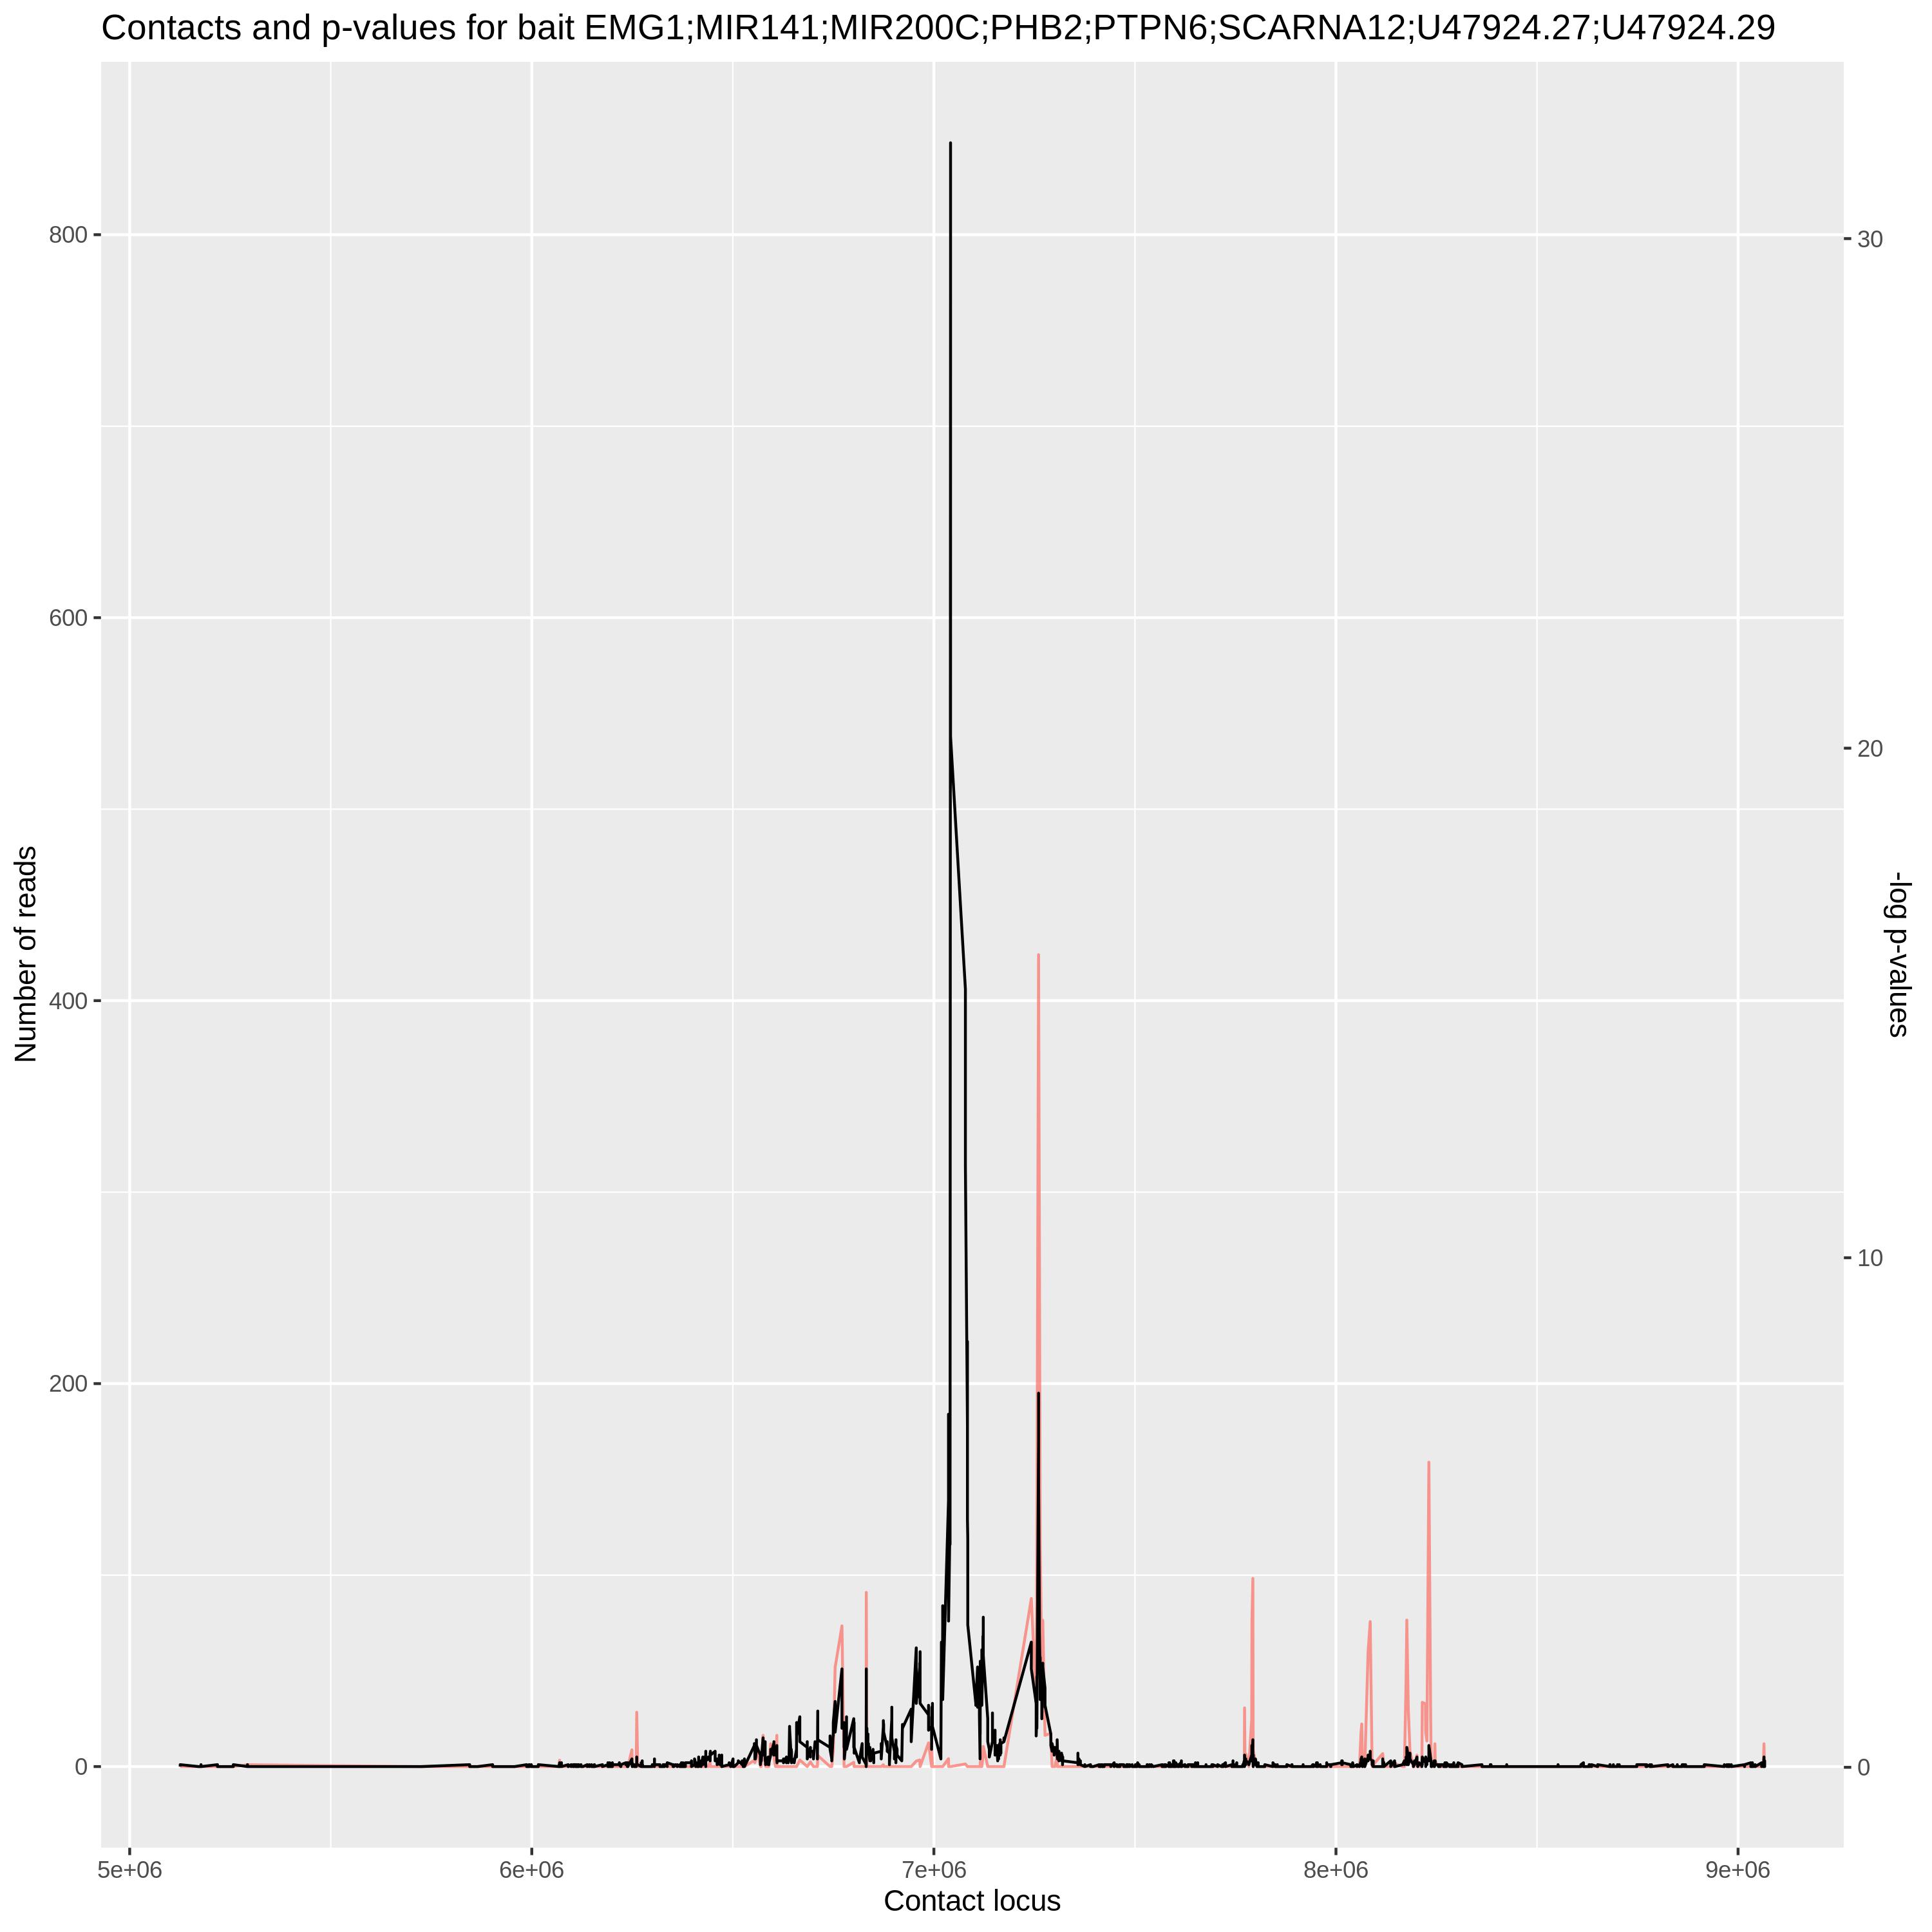 Contacts and p-values for bait EMG1;MIR141;MIR200C;PHB2;PTPN6;SCARNA12;U47924.27;U47924.29
800
600
400
200
0
Number of reads
30
20
10
0
-log p-values
5e+06
6e+06
7e+06
8e+06
9e+06
Contact locus